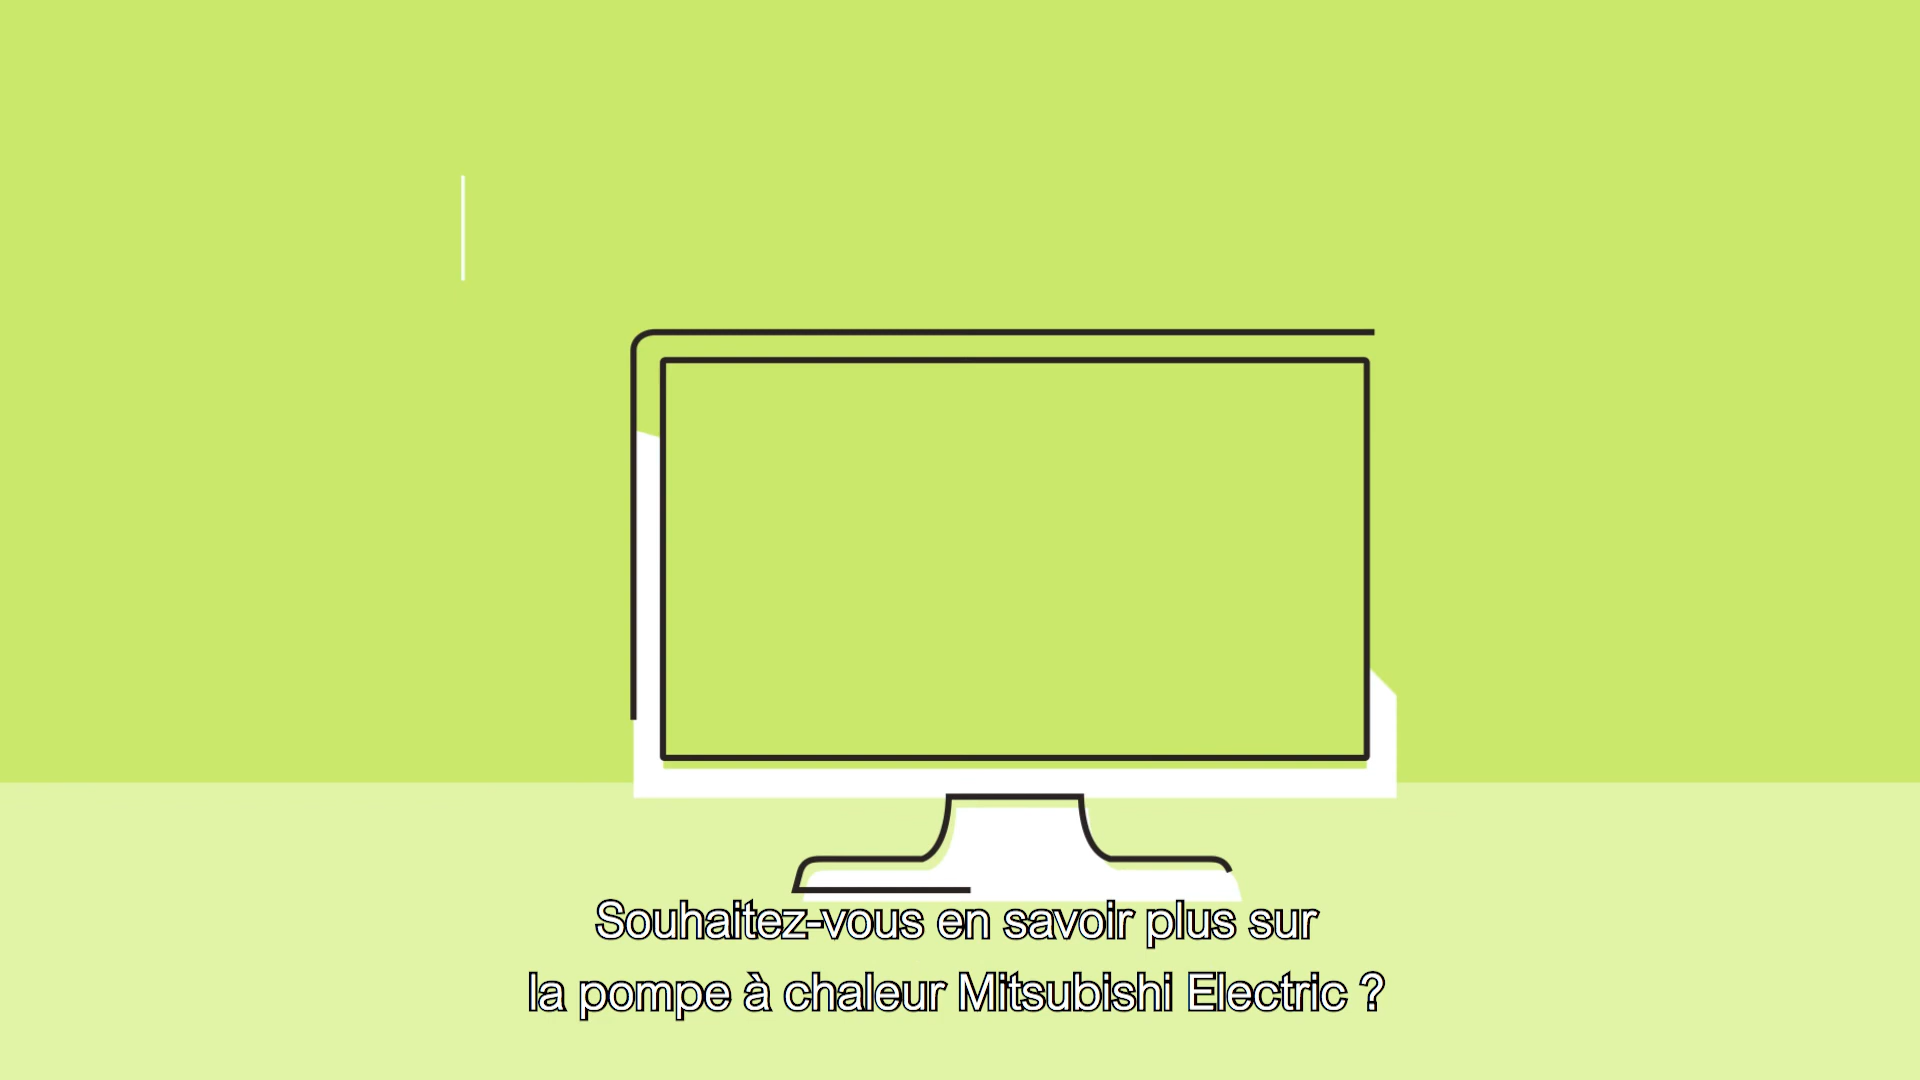 Souhaitez-vous en savoir plus sur
la pompe à chaleur Mitsubishi Electric ?